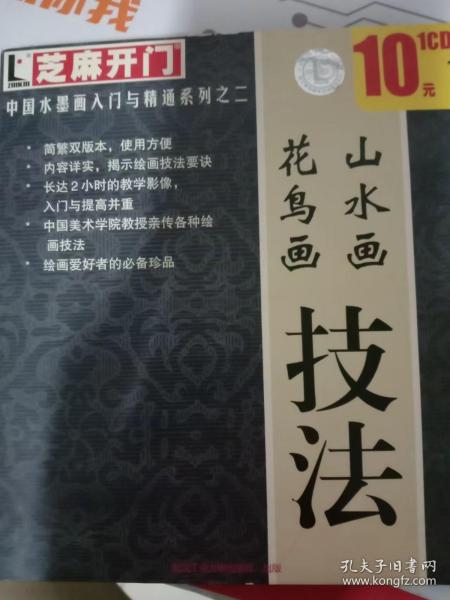 芝麻开门
ZHIMAKM
中国水墨画入门与精通系列之二
10元
1CD
· 简繁双版本，使用方便
· 内容详实，揭示绘画技法要诀
· 长达2小时的教学影像，
入门与提高并重
· 中国美术学院教授亲传各种绘
画技法
· 绘画爱好者的必备珍品
山水画
花鸟画
技法
出版
孔夫子旧书网
www.kongfz.com